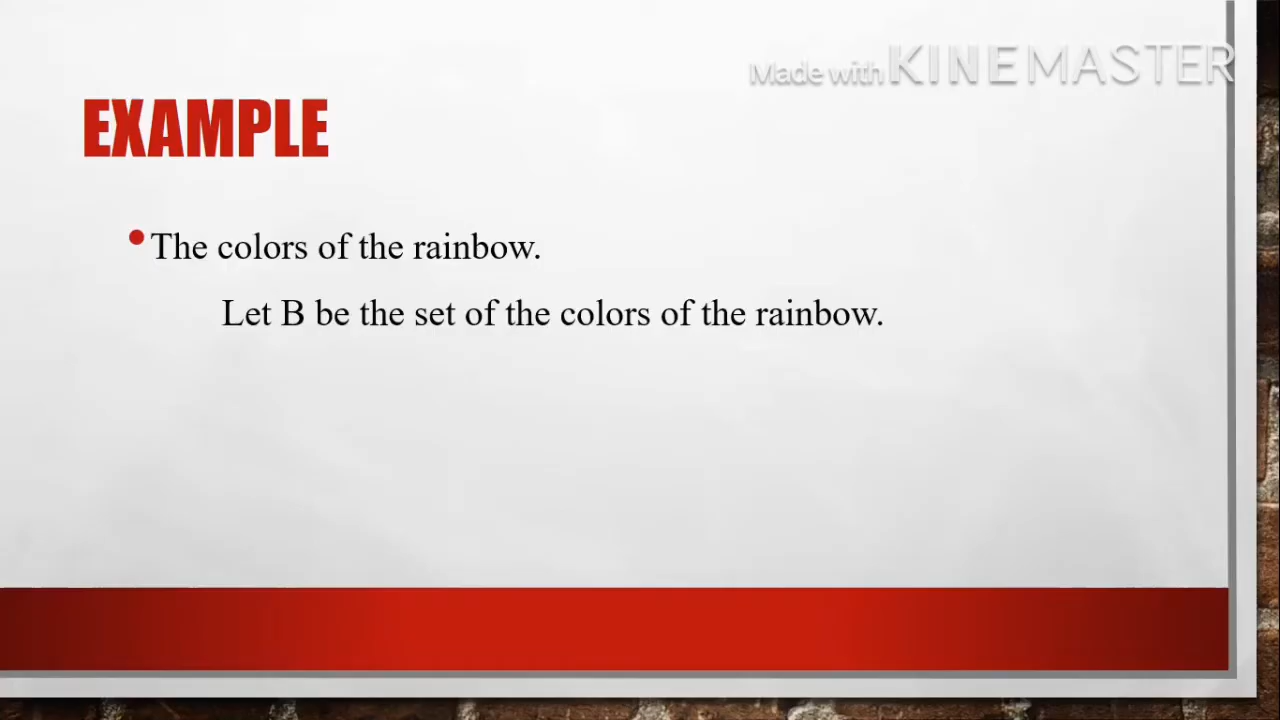 Made with KINEMASTER
EXAMPLE
The colors of the rainbow.
Let B be the set of the colors of the rainbow.